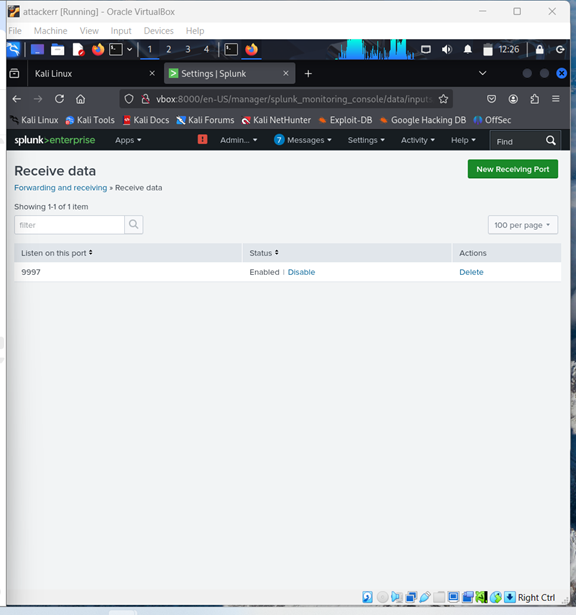 attackerr [Running] - Oracle VirtualBox
File Machine View Input Devices Help
1 2 3 4 12:26
Kali Linux Settings | Splunk
vbox:8000/en-US/manager/splunk_monitoring_console/data/input
Kali Linux Kali Tools Kali Docs Kali Forums Kali NetHunter Exploit-DB Google Hacking DB OffSec
splunk>enterprise Apps ! Admin... 7 Messages Settings Activity Help Find
Receive data
New Receiving Port
Forwarding and receiving » Receive data
Showing 1-1 of 1 item
filter
100 per page
Listen on this port Status Actions
9997 Enabled | Disable Delete
Right Ctrl